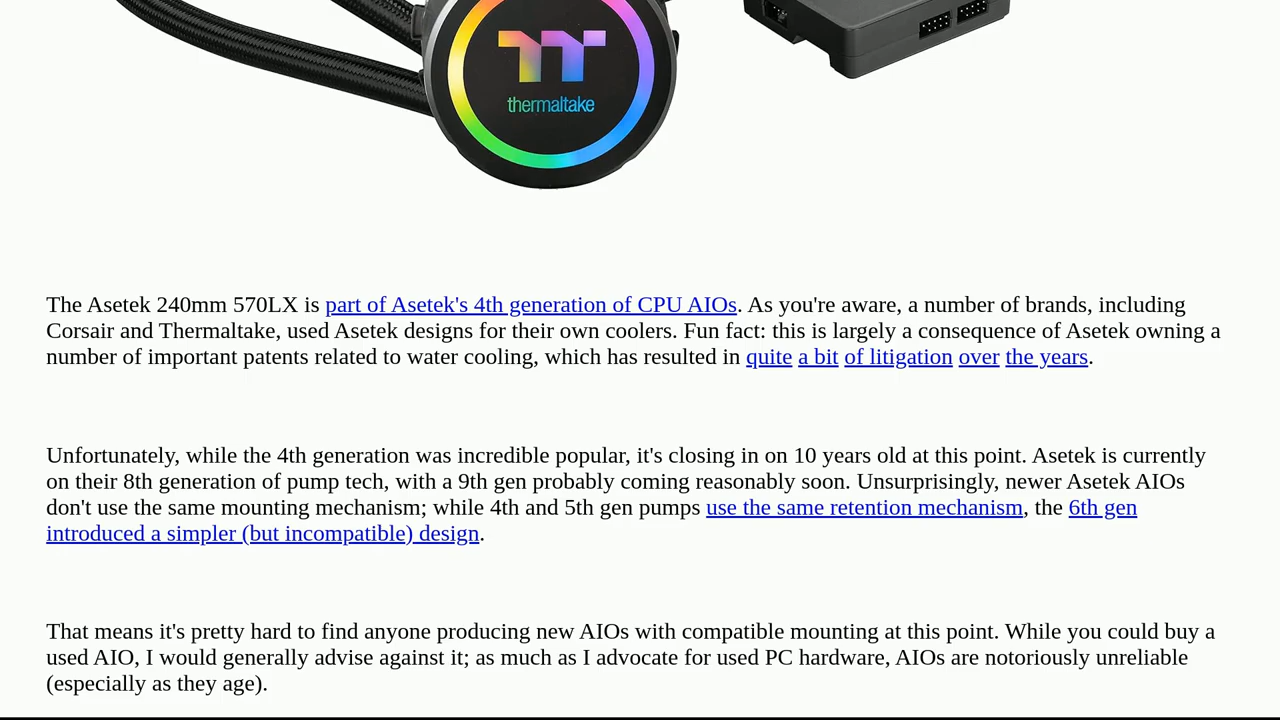 thermaltake
The Asetek 240mm 570LX is part of Asetek's 4th generation of CPU AIOs. As you're aware, a number of brands, including
Corsair and Thermaltake, used Asetek designs for their own coolers. Fun fact: this is largely a consequence of Asetek owning a
number of important patents related to water cooling, which has resulted in quite a bit of litigation over the years.
Unfortunately, while the 4th generation was incredible popular, it's closing in on 10 years old at this point. Asetek is currently
on their 8th generation of pump tech, with a 9th gen probably coming reasonably soon. Unsurprisingly, newer Asetek AIOs
don't use the same mounting mechanism; while 4th and 5th gen pumps use the same retention mechanism, the 6th gen
introduced a simpler (but incompatible) design.
That means it's pretty hard to find anyone producing new AIOs with compatible mounting at this point. While you could buy a
used AIO, I would generally advise against it; as much as I advocate for used PC hardware, AIOs are notoriously unreliable
(especially as they age).